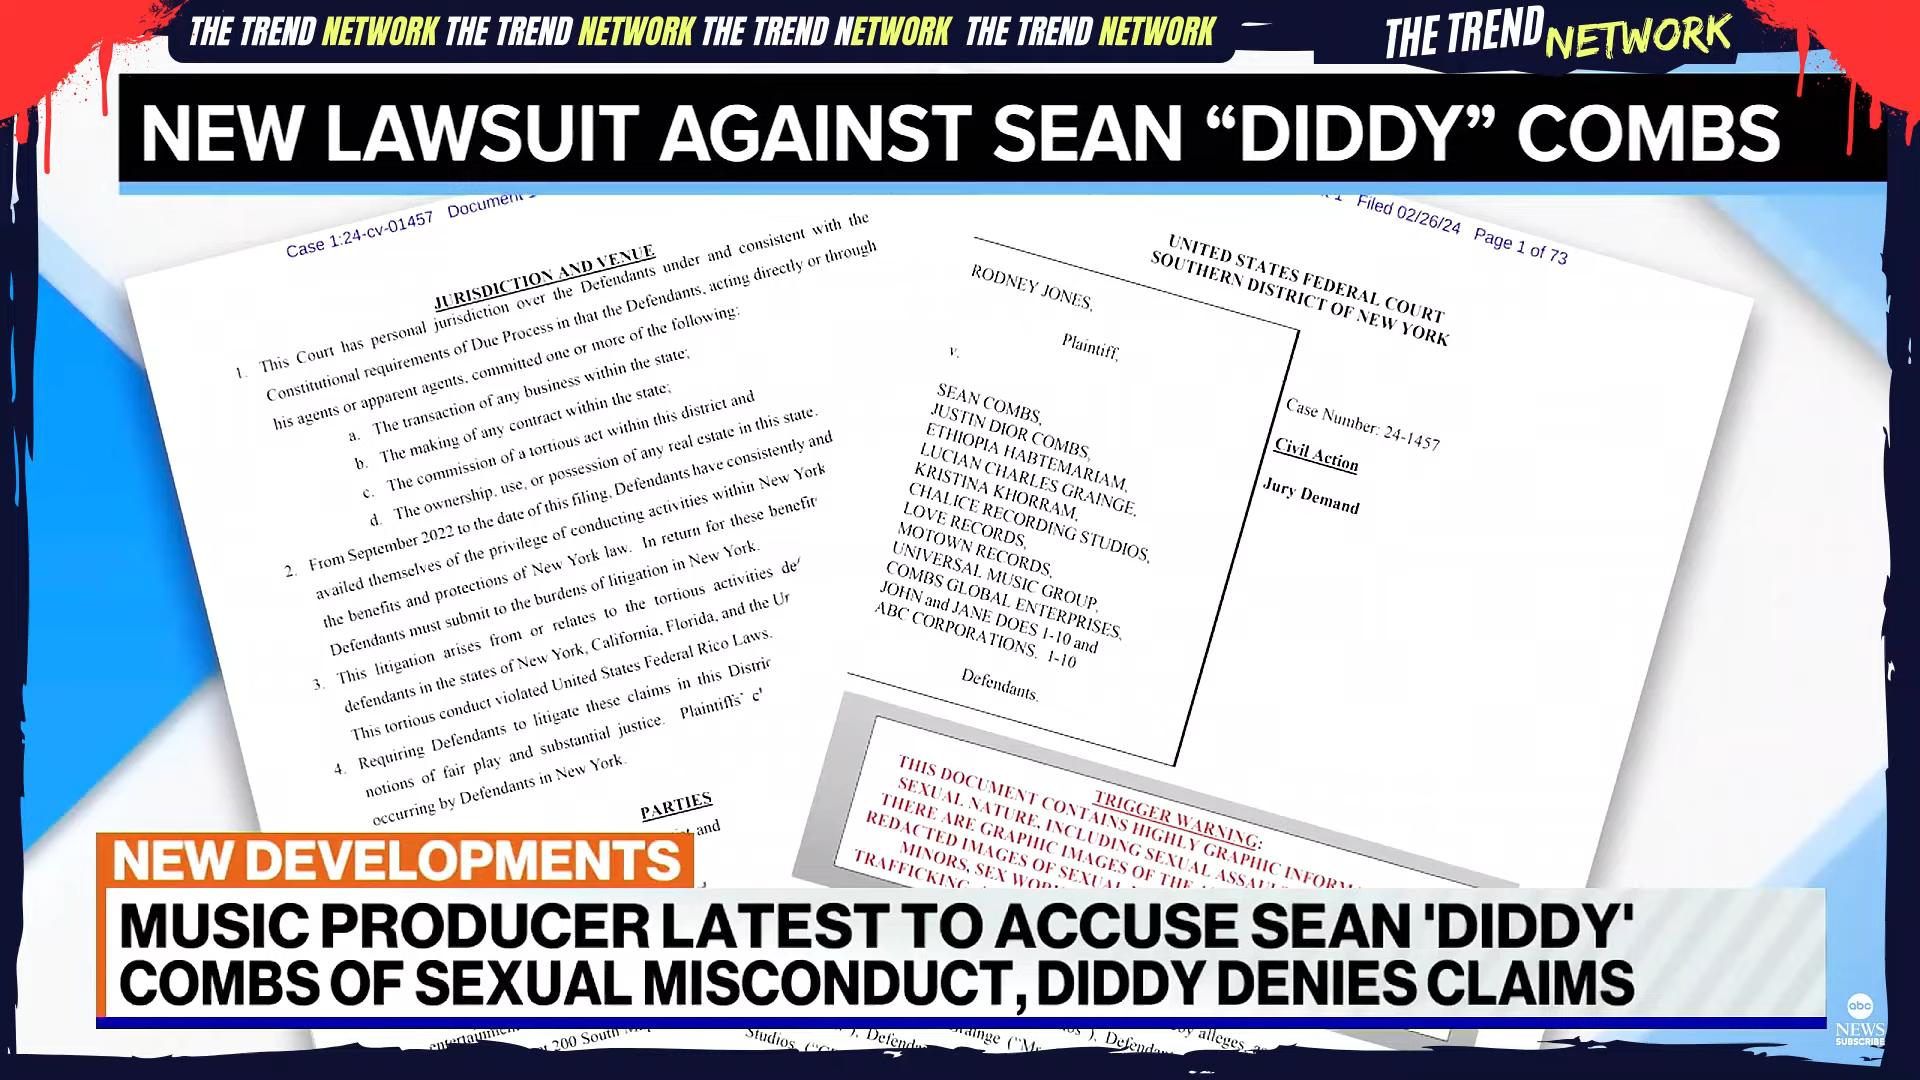 THE TREND NETWORK THE TREND NETWORK THE TREND NETWORK THE TREND NETWORK
THE TREND NETWORK
NEW LAWSUIT AGAINST SEAN “DIDDY” COMBS
Case 1:24-cv-01457 Document
JURISDICTION AND VENUE
1. This Court has personal jurisdiction over the Defendants under and consistent with the
Constitutional requirements of Due Process in that the Defendants, acting directly or through
his agents or apparent agents, committed one or more of the following:
a. The transaction of any business within the state;
b. The making of any contract within the state;
c. The commission of a tortious act within this district and
d. The ownership, use, or possession of any real estate in this state.
2. From September 2022 to the date of this filing, Defendants have consistently and
availed themselves of the privilege of conducting activities within New York
the benefits and protections of New York law. In return for these
Defendants must submit to the burdens of litigation in New York.
3. This litigation arises from or relates to the tortious activities
defendants in the states of New York, California, Florida, and the
This tortious conduct violated United States Federal Rico Laws.
4. Requiring Defendants to litigate these claims in this
notions of fair play and substantial justice. Plaintiffs'
occurring by Defendants in New York.
PARTIES
and
Filed 02/26/24 Page 1 of 73
UNITED STATES FEDERAL COURT
SOUTHERN DISTRICT OF NEW YORK
RODNEY JONES,
Plaintiff,
v.
SEAN COMBS,
JUSTIN DIOR COMBS,
ETHIOPIA HABTEMARIAM,
LUCIAN CHARLES GRAINGE,
KRISTINA KHORRAM,
CHALICE RECORDING STUDIOS,
LOVE RECORDS,
MOTOWN RECORDS,
UNIVERSAL MUSIC GROUP,
COMBS GLOBAL ENTERPRISES,
JOHN and JANE DOES 1-10 and
ABC CORPORATIONS. 1-10
Defendants.
Case Number: 24-1457
Civil Action
Jury Demand
TRIGGER WARNING:
THIS DOCUMENT CONTAINS HIGHLY GRAPHIC
SEXUAL NATURE, INCLUDING SEXUAL
THERE ARE GRAPHIC IMAGES OF THE
REDACTED IMAGES OF
MINORS, SEX
TRAFFICKING,
NEW DEVELOPMENTS
MUSIC PRODUCER LATEST TO ACCUSE SEAN 'DIDDY'
COMBS OF SEXUAL MISCONDUCT, DIDDY DENIES CLAIMS
200 South
Studios,
alleges
abc
NEWS
SUBSCRIBE